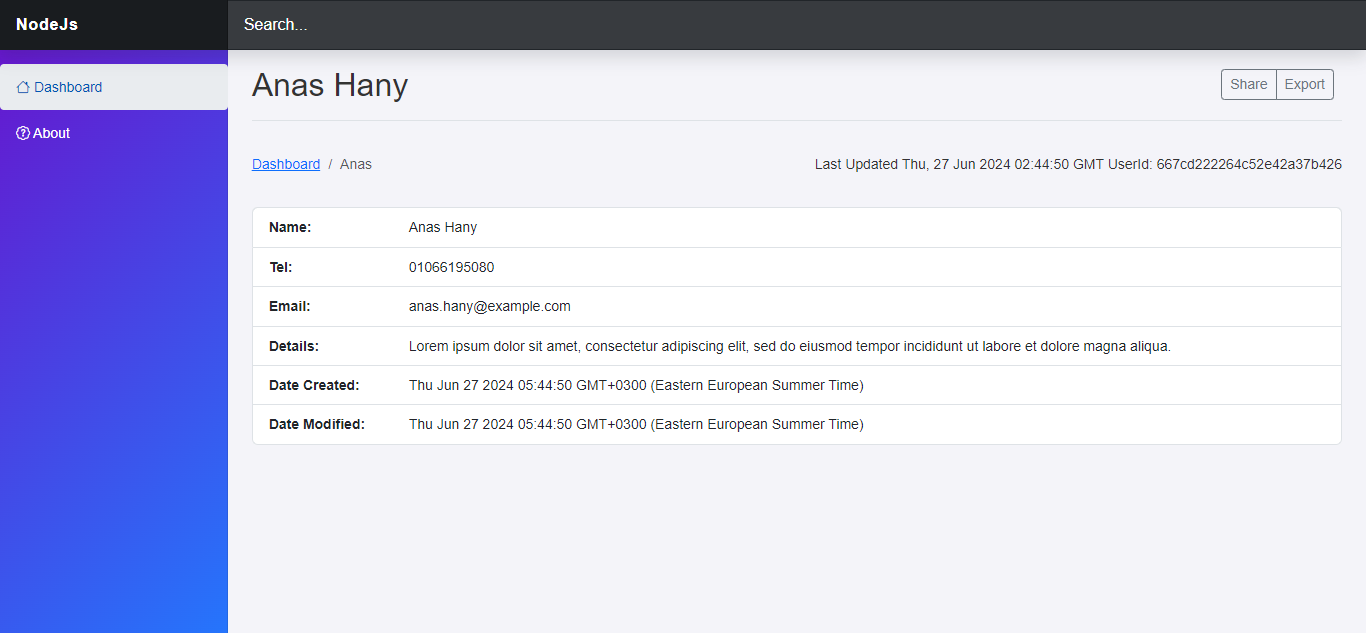 NodeJs
Search...
Dashboard
About
Anas Hany
Share Export
Dashboard / Anas
Last Updated Thu, 27 Jun 2024 02:44:50 GMT UserId: 667cd222264c52e42a37b426
Name: Anas Hany
Tel: 01066195080
Email: anas.hany@example.com
Details: Lorem ipsum dolor sit amet, consectetur adipiscing elit, sed do eiusmod tempor incididunt ut labore et dolore magna aliqua.
Date Created: Thu Jun 27 2024 05:44:50 GMT+0300 (Eastern European Summer Time)
Date Modified: Thu Jun 27 2024 05:44:50 GMT+0300 (Eastern European Summer Time)